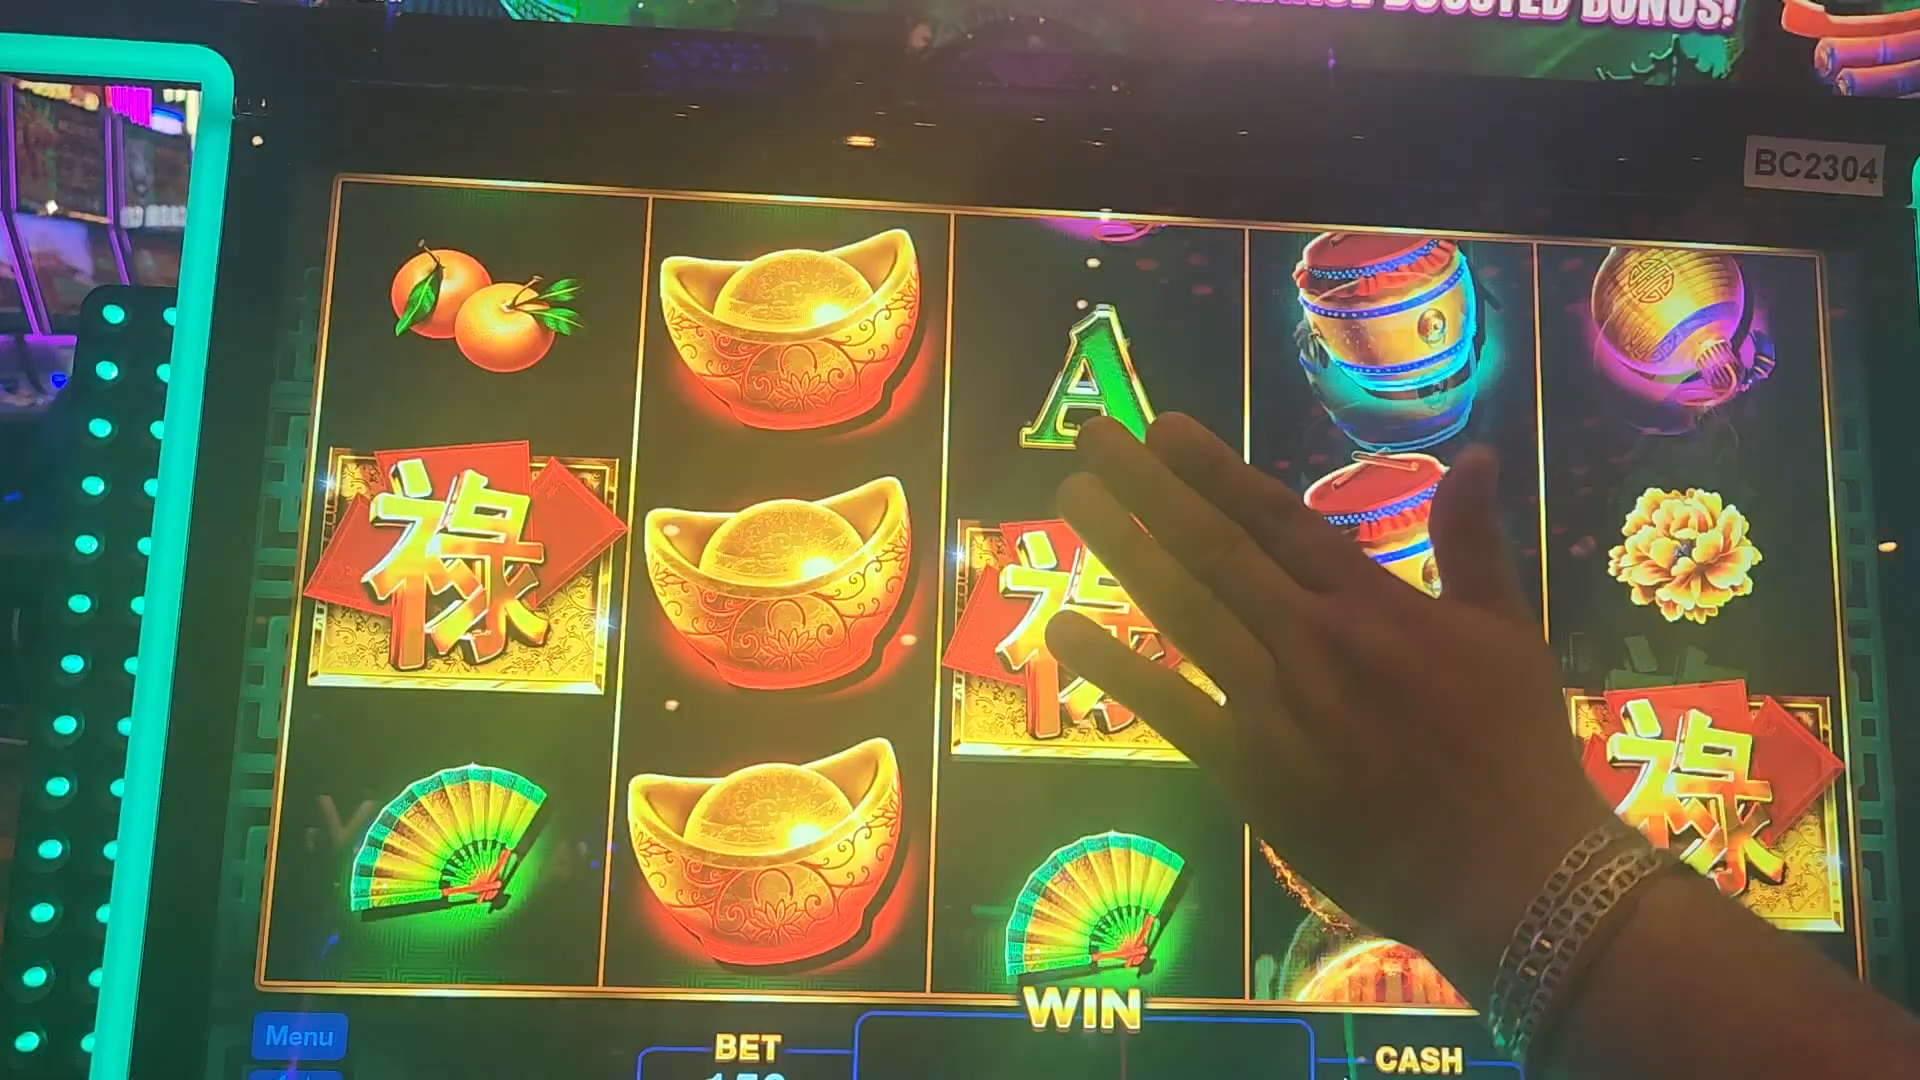 BOOSTED BONUS!
BC2304
A
禄
禄
禄
WIN
Menu
BET
CASH